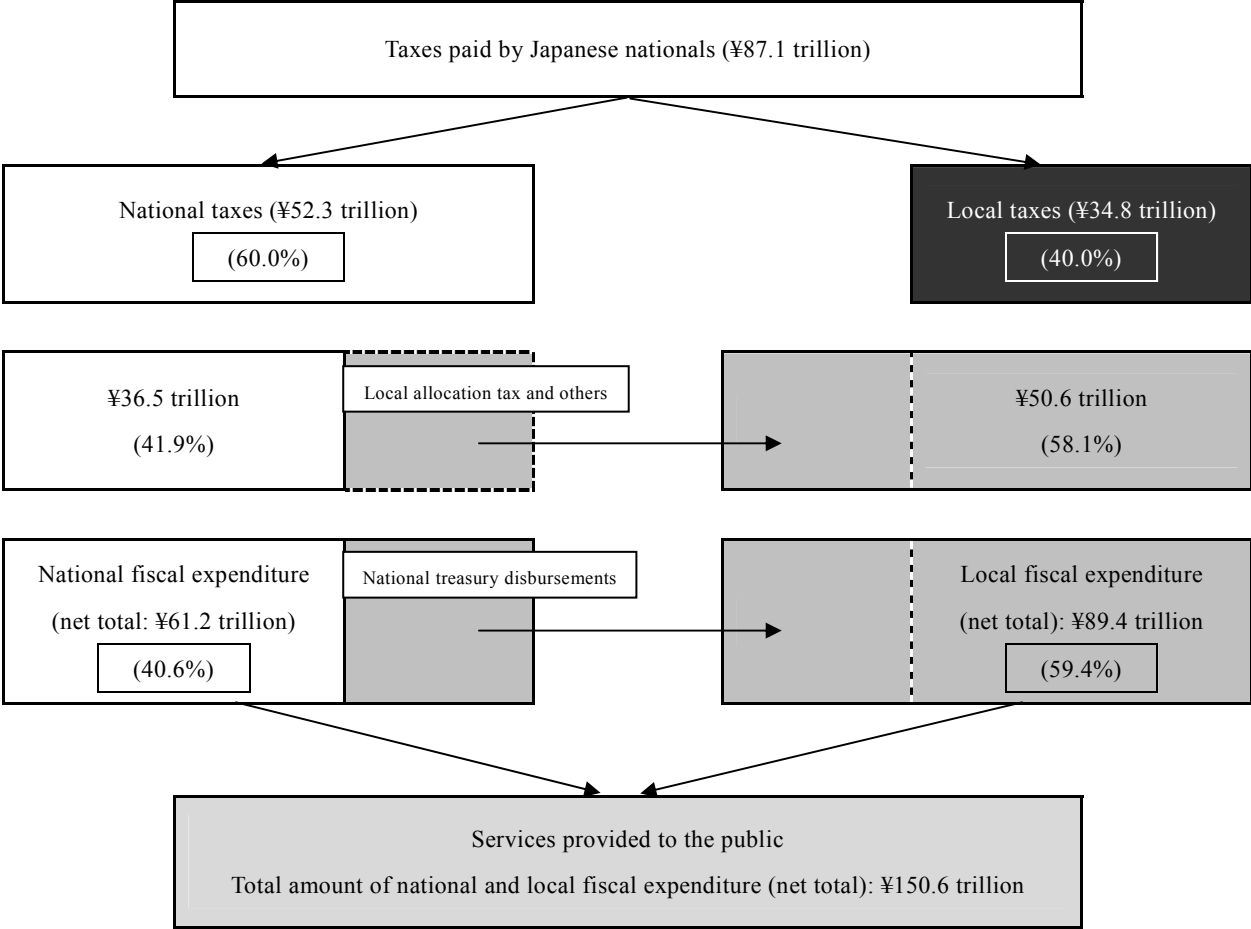 Taxes paid by Japanese nationals (¥87.1 trillion)
National taxes (¥52.3 trillion)
(60.0%)
Local taxes (¥34.8 trillion)
(40.0%)
¥36.5 trillion
(41.9%)
Local allocation tax and others
¥50.6 trillion
(58.1%)
National fiscal expenditure
(net total: ¥61.2 trillion)
(40.6%)
National treasury disbursements
Local fiscal expenditure
(net total): ¥89.4 trillion
(59.4%)
Services provided to the public
Total amount of national and local fiscal expenditure (net total): ¥150.6 trillion